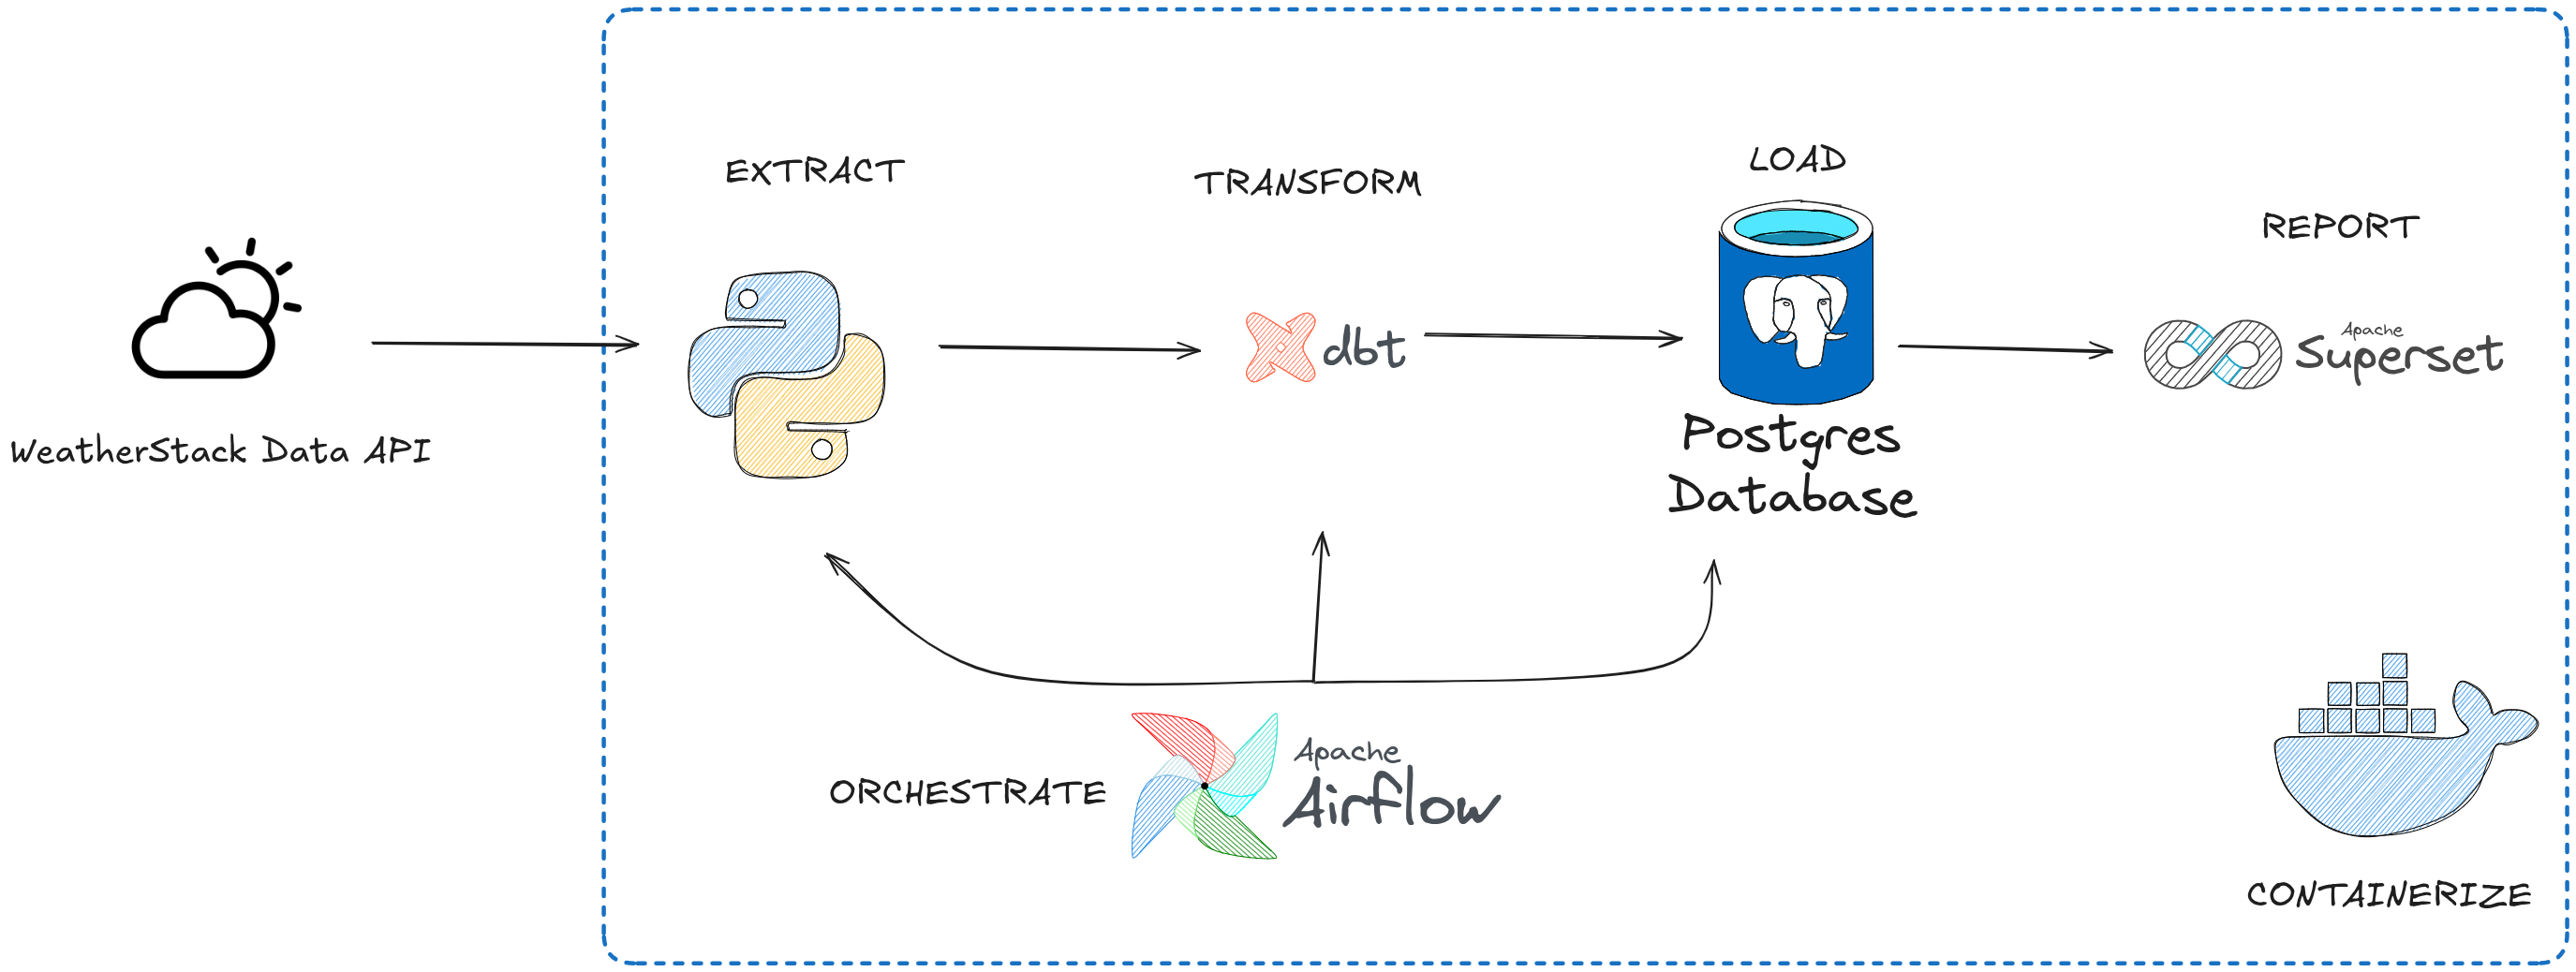 WeatherStack Data API
EXTRACT
TRANSFORM
dbt
LOAD
Postgres
Database
REPORT
Apache
Superset
ORCHESTRATE
Apache
Airflow
CONTAINERIZE